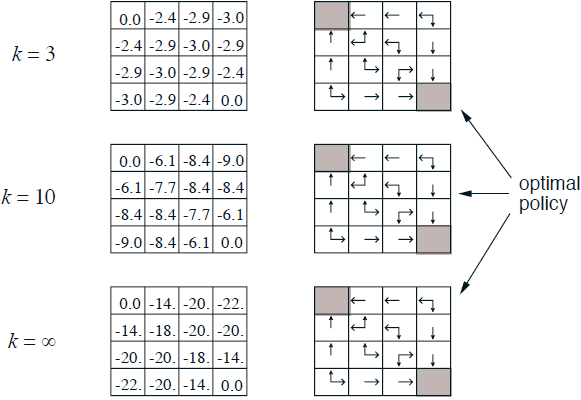 0.0 -2.4 -2.9 -3.0
-2.4 -2.9 -3.0 -2.9
k = 3
-2.9 -3.0 -2.9 -2.4
-3.0 -2.9 -2.4 0.0
0.0 -6.1 -8.4 -9.0
-6.1 -7.7 -8.4 -8.4
k = 10
optimal
policy
-8.4 -8.4 -7.7 -6.1
-9.0 -8.4 -6.1 0.0
0.0 -14. -20. -22.
-14. -18. -20. -20.
k = ∞
-20. -20. -18. -14.
-22. -20. -14. 0.0